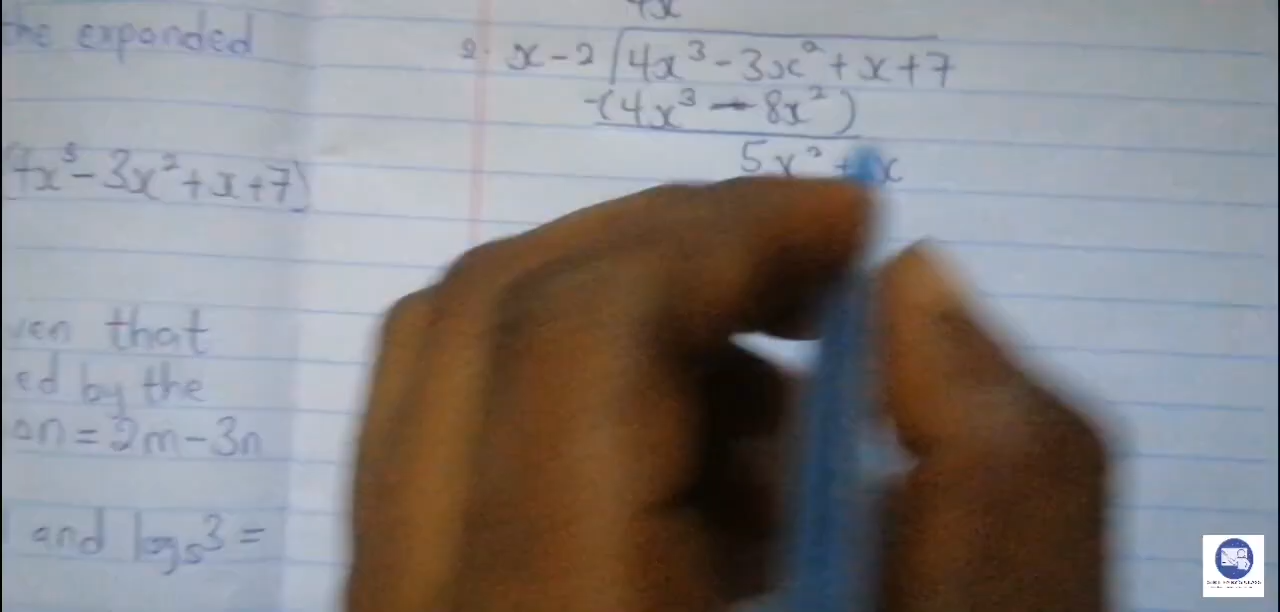 the expanded
4x
2. x-2 4x³-3x²+x+7
-(4x³-8x²)
5x²+x
4x³-3x²+x+7)
ven that
ed by the
on=2m-3n
and log₅3=